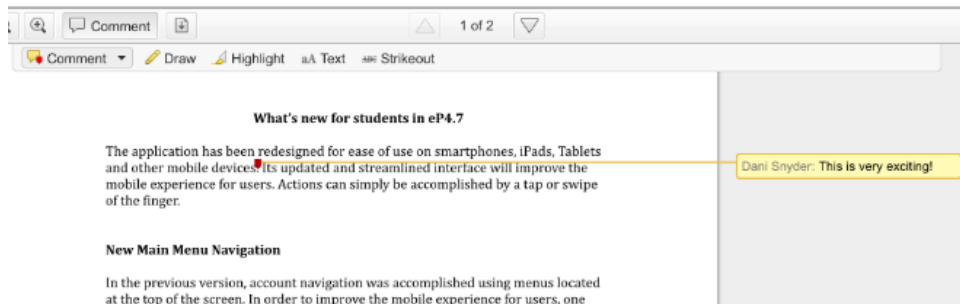 Comment
1 of 2
Comment
Draw
Highlight
aA Text
ABC Strikeout
What's new for students in eP4.7
The application has been redesigned for ease of use on smartphones, iPads, Tablets
and other mobile devices. Its updated and streamlined interface will improve the
mobile experience for users. Actions can simply be accomplished by a tap or swipe
of the finger.
Dani Snyder: This is very exciting!
New Main Menu Navigation
In the previous version, account navigation was accomplished using menus located
at the top of the screen. In order to improve the mobile experience for users, one